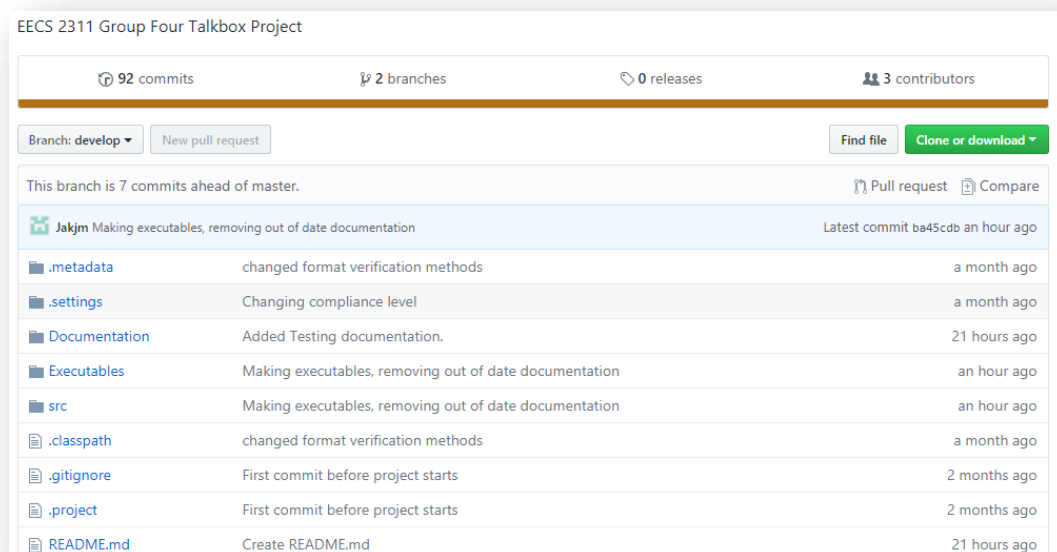 EECS 2311 Group Four Talkbox Project
92 commits 2 branches 0 releases 3 contributors
Branch: develop New pull request Find file Clone or download
This branch is 7 commits ahead of master. Pull request Compare
Jakjm Making executables, removing out of date documentation Latest commit ba45cdb an hour ago
.metadata changed format verification methods a month ago
.settings Changing compliance level a month ago
Documentation Added Testing documentation. 21 hours ago
Executables Making executables, removing out of date documentation an hour ago
src Making executables, removing out of date documentation an hour ago
.classpath changed format verification methods a month ago
.gitignore First commit before project starts 2 months ago
.project First commit before project starts 2 months ago
README.md Create README.md 21 hours ago